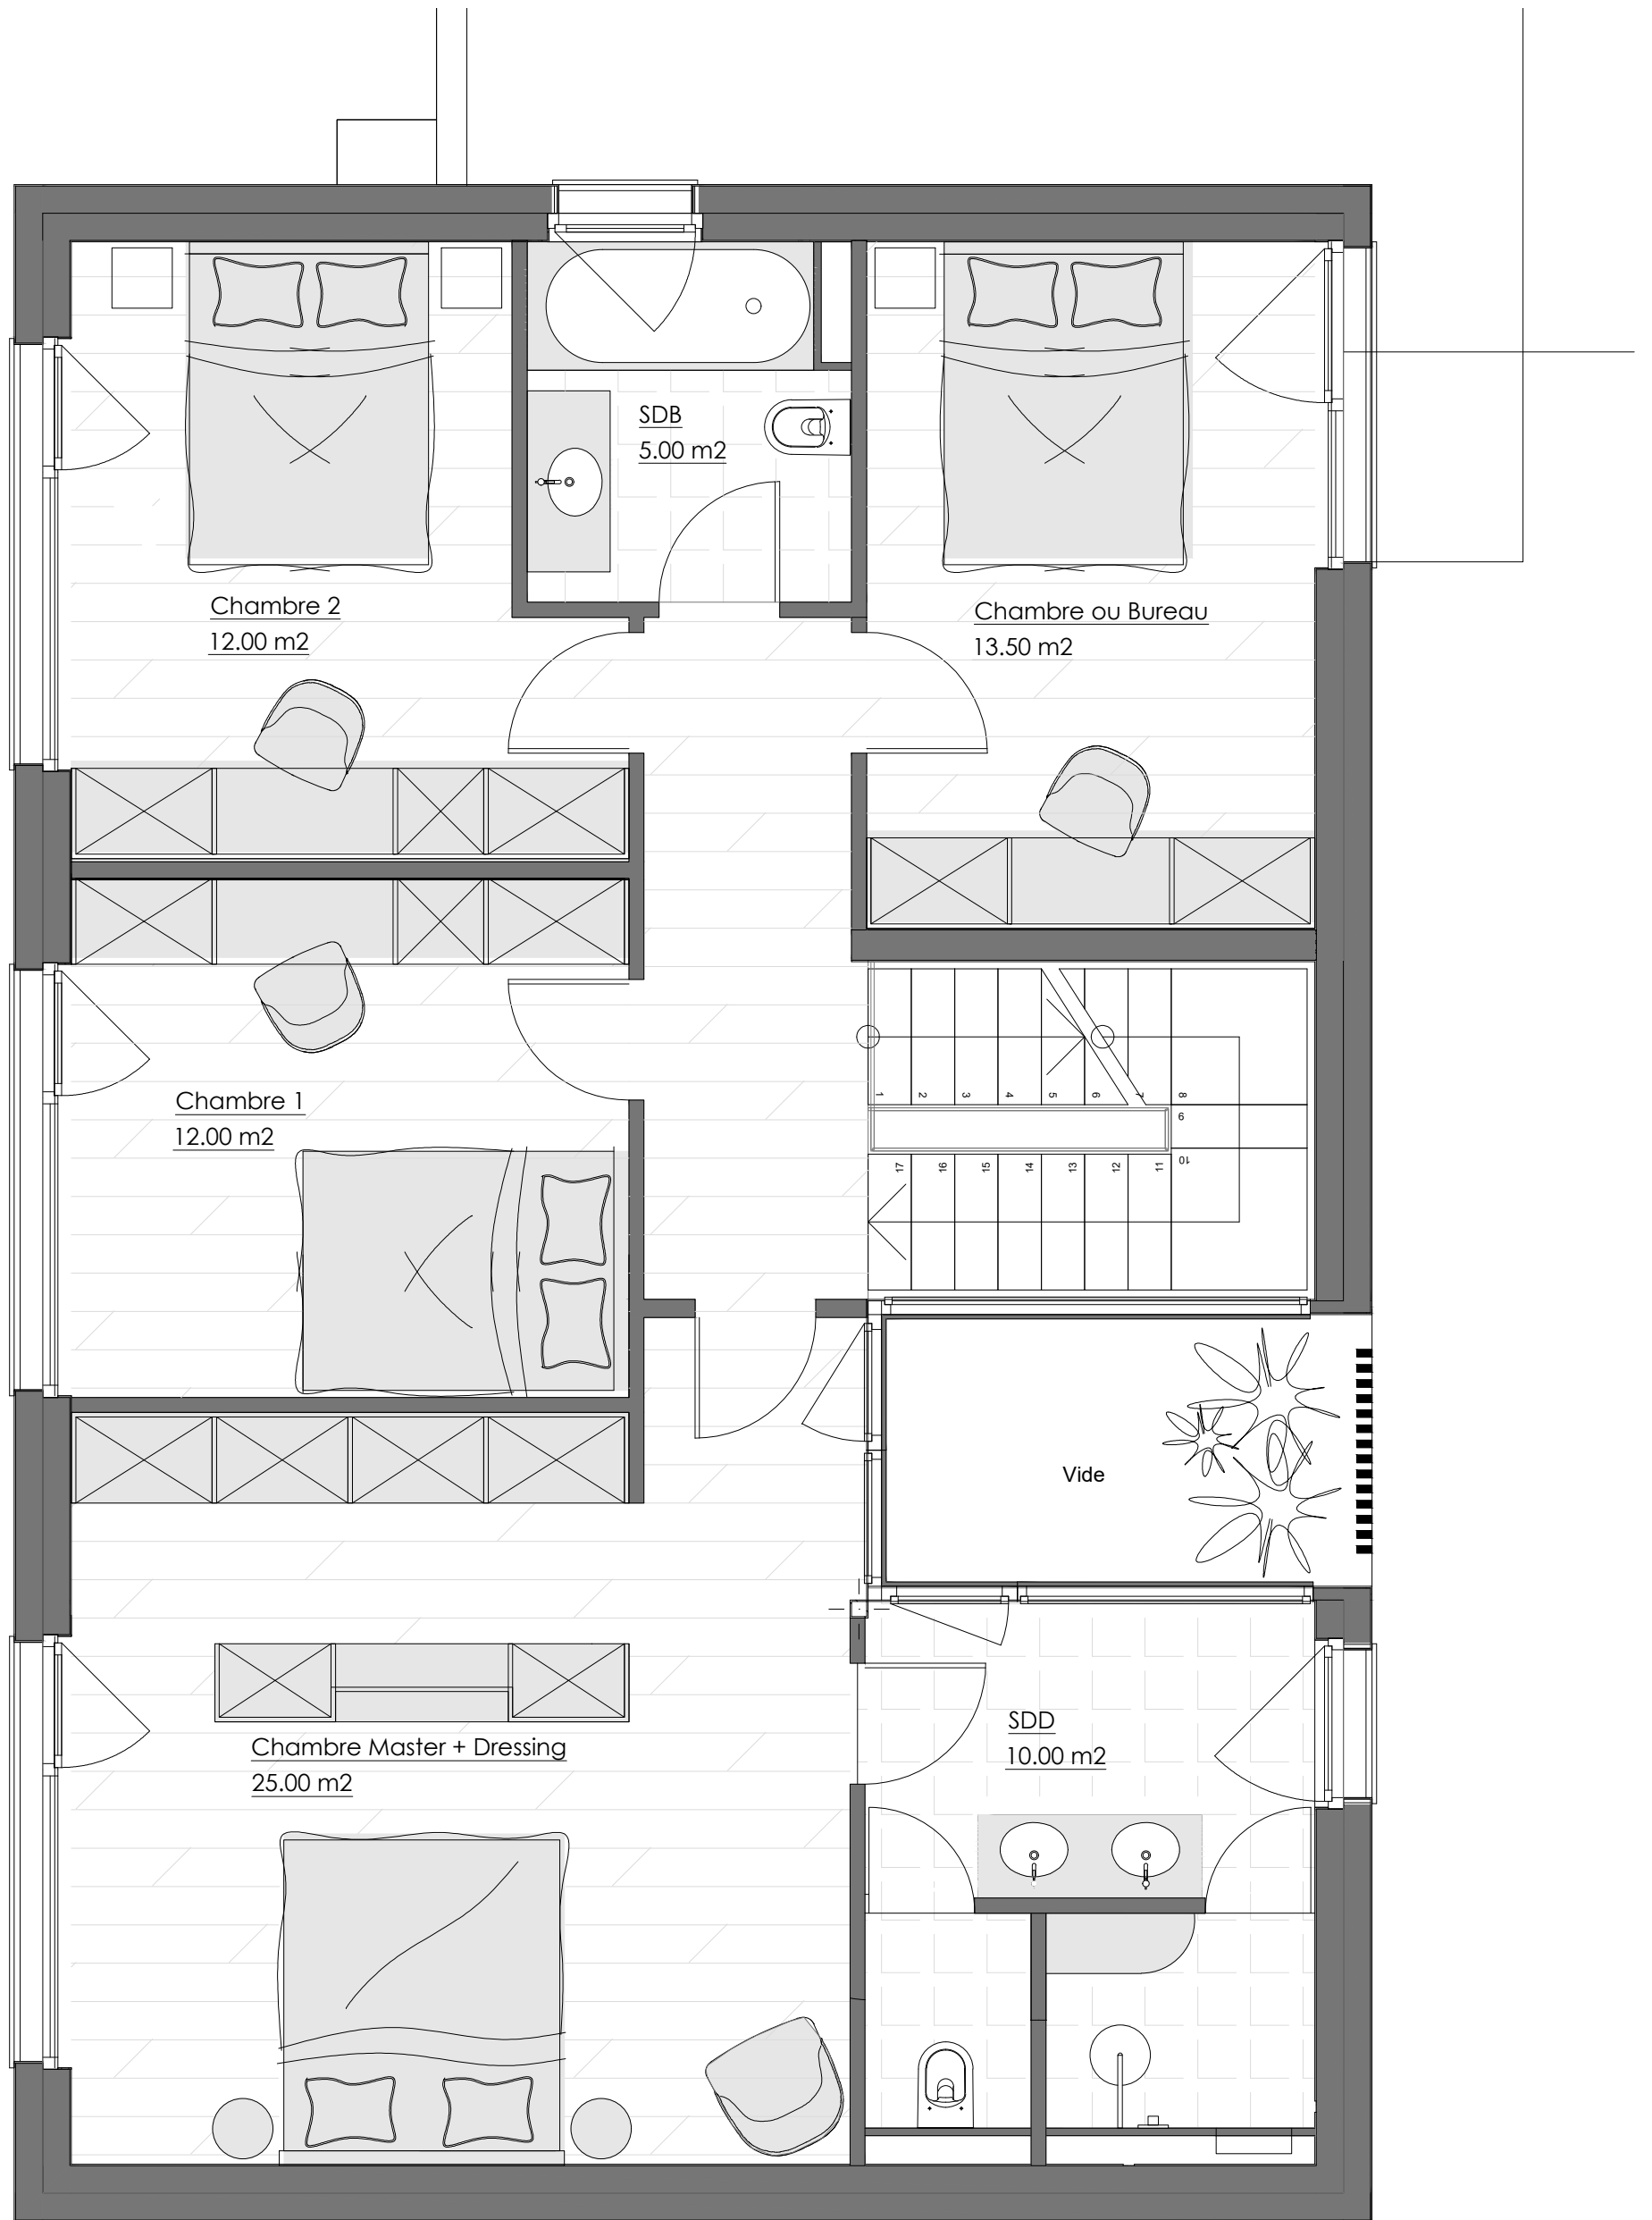 SDB
5.00 m2
Chambre 2
12.00 m2
Chambre ou Bureau
13.50 m2
Chambre 1
12.00 m2
1
2
3
4
5
6
7
8
9
10
17
16
15
14
13
12
11
Vide
SDD
10.00 m2
Chambre Master + Dressing
25.00 m2